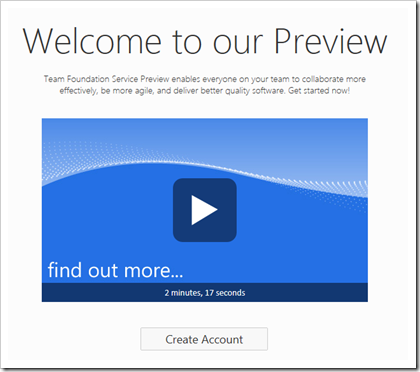 Welcome to our Preview
Team Foundation Service Preview enables everyone on your team to collaborate more
effectively, be more agile, and deliver better quality software. Get started now!
find out more...
2 minutes, 17 seconds
Create Account